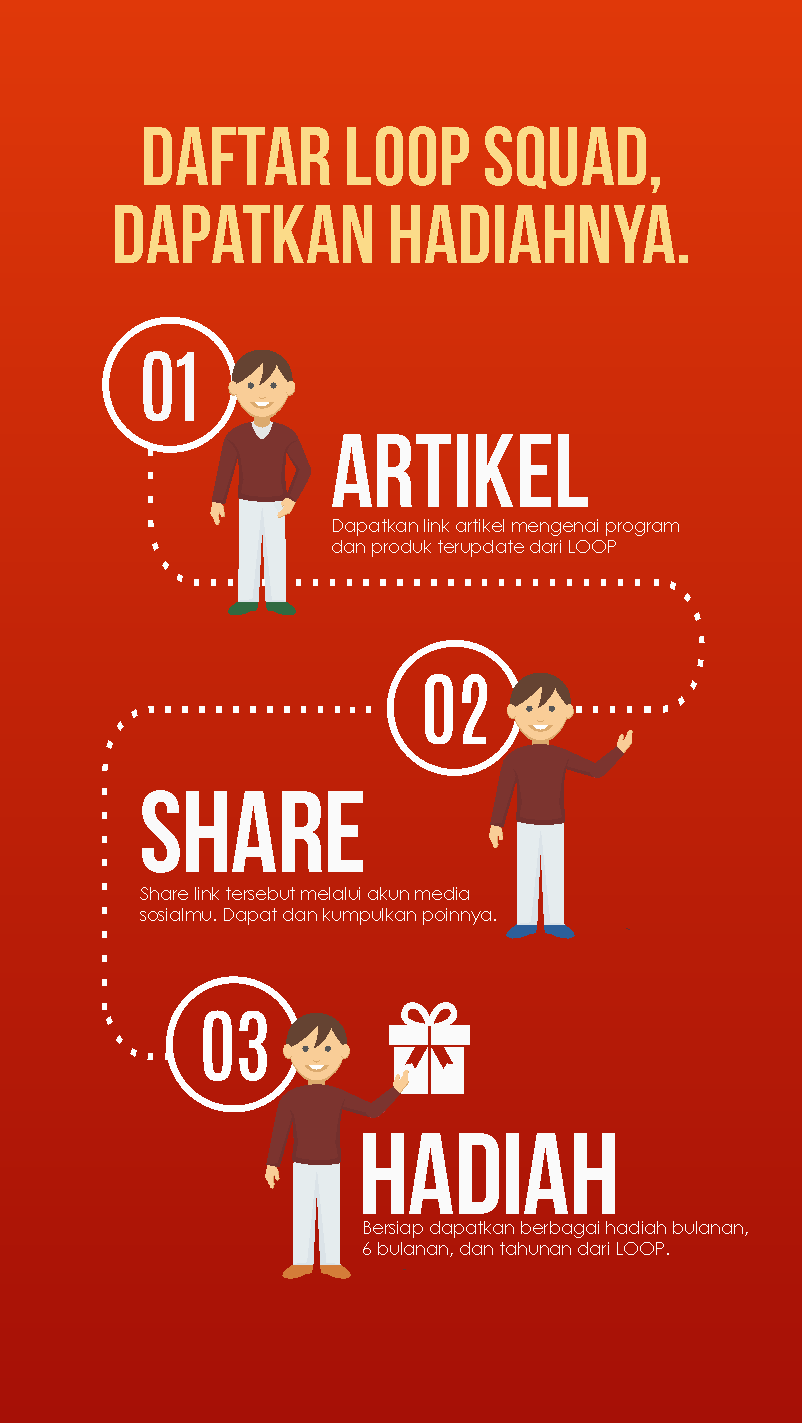 DAFTAR LOOP SQUAD,
DAPATKAN HADIAHNYA.
01
ARTIKEL
Dapatkan link artikel mengenai program
dan produk terupdate dari LOOP
02
SHARE
Share link tersebut melalui akun media
sosialmu. Dapat dan kumpulkan poinnya.
03
HADIAH
Bersiap dapatkan berbagai hadiah bulanan,
6 bulanan, dan tahunan dari LOOP.